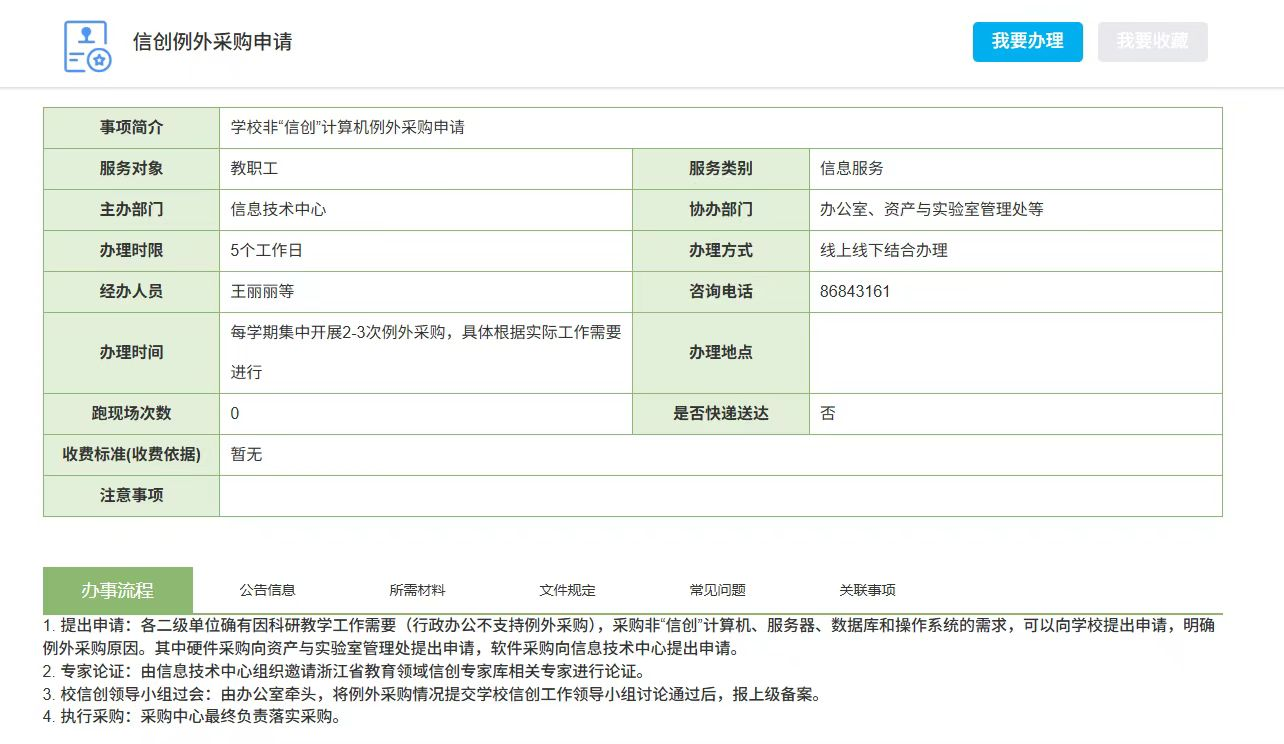 信创例外采购申请
我要办理
我要收藏
事项简介 学校非“信创”计算机例外采购申请
服务对象 教职工 服务类别 信息服务
主办部门 信息技术中心 协办部门 办公室、资产与实验室管理处等
办理时限 5个工作日 办理方式 线上线下结合办理
经办人员 王丽丽等 咨询电话 86843161
办理时间 每学期集中开展2-3次例外采购，具体根据实际工作需要
进行
办理地点
跑现场次数 0 是否快递送达 否
收费标准(收费依据) 暂无
注意事项
办事流程 公告信息 所需材料 文件规定 常见问题 关联事项
1. 提出申请：各二级单位确有因科研教学工作需要（行政办公不支持例外采购），采购非“信创”计算机、服务器、数据库和操作系统的需求，可以向学校提出申请，明确
例外采购原因。其中硬件采购向资产与实验室管理处提出申请，软件采购向信息技术中心提出申请。
2. 专家论证：由信息技术中心组织邀请浙江省教育领域信创专家库相关专家进行论证。
3. 校信创领导小组过会：由办公室牵头，将例外采购情况提交学校信创工作领导小组讨论通过后，报上级备案。
4. 执行采购：采购中心最终负责落实采购。